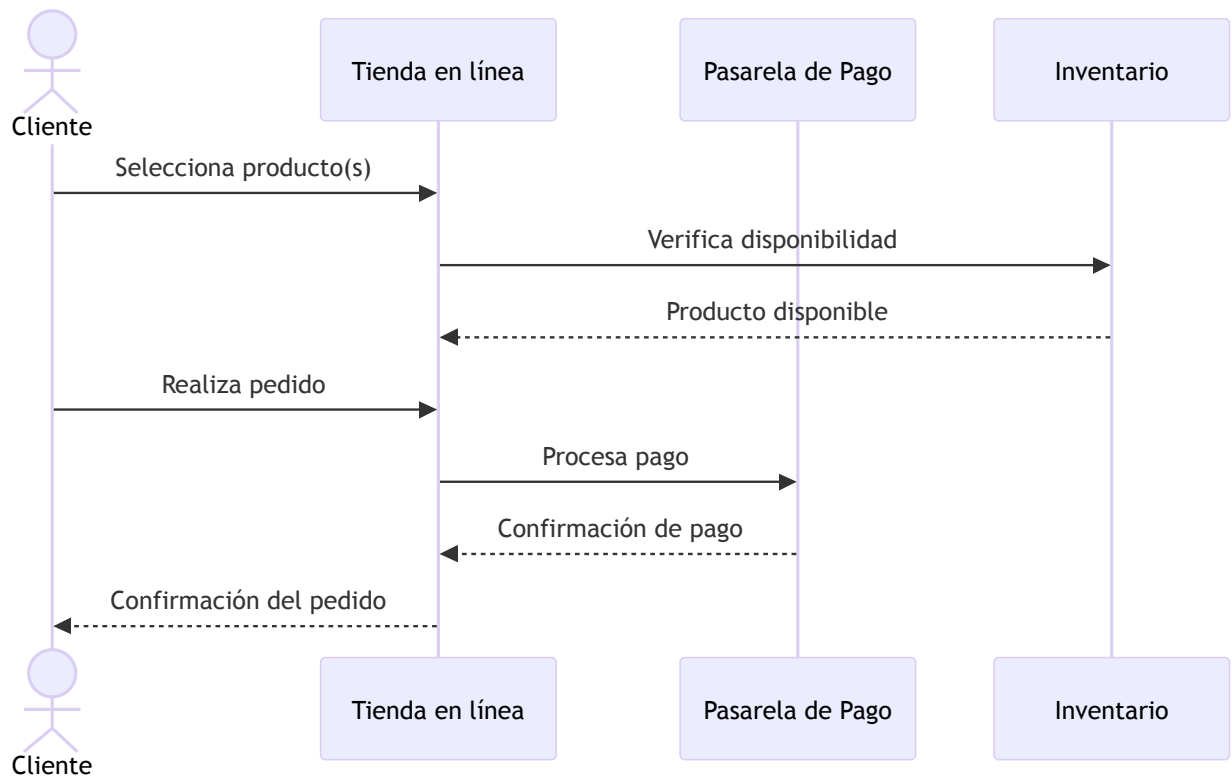 Tienda en línea
Pasarela de Pago
Inventario
Cliente
Selecciona producto(s)
Verifica disponibilidad
Producto disponible
Realiza pedido
Procesa pago
Confirmación de pago
Confirmación del pedido
Tienda en línea
Pasarela de Pago
Inventario
Cliente